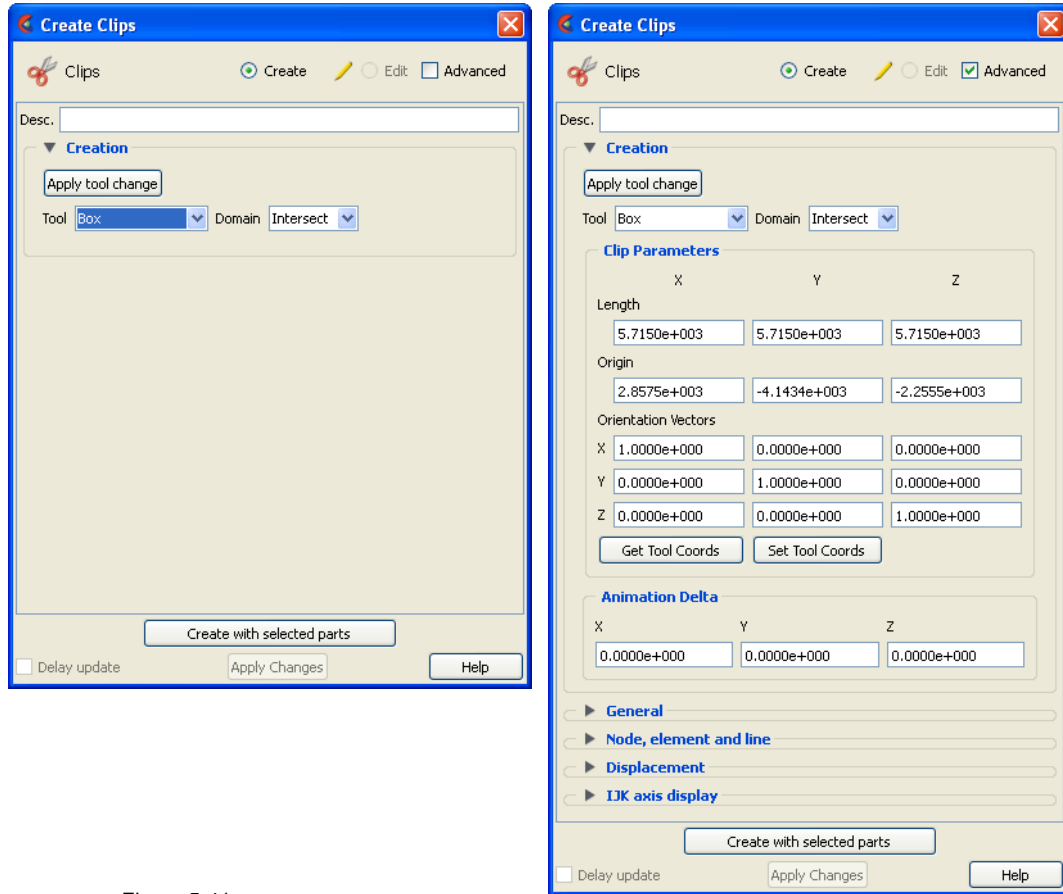 Create Clips
Clips Create Edit Advanced
Desc.
Creation
Apply tool change
Tool Box Domain Intersect
Create with selected parts
Delay update Apply Changes Help
Create Clips
Clips Create Edit Advanced
Desc.
Creation
Apply tool change
Tool Box Domain Intersect
Clip Parameters
X Y Z
Length
5.7150e+003 5.7150e+003 5.7150e+003
Origin
2.8575e+003 -4.1434e+003 -2.2555e+003
Orientation Vectors
X 1.0000e+000 0.0000e+000 0.0000e+000
Y 0.0000e+000 1.0000e+000 0.0000e+000
Z 0.0000e+000 0.0000e+000 1.0000e+000
Get Tool Coords Set Tool Coords
Animation Delta
X Y Z
0.0000e+000 0.0000e+000 0.0000e+000
General
Node, element and line
Displacement
IJK axis display
Create with selected parts
Delay update Apply Changes Help